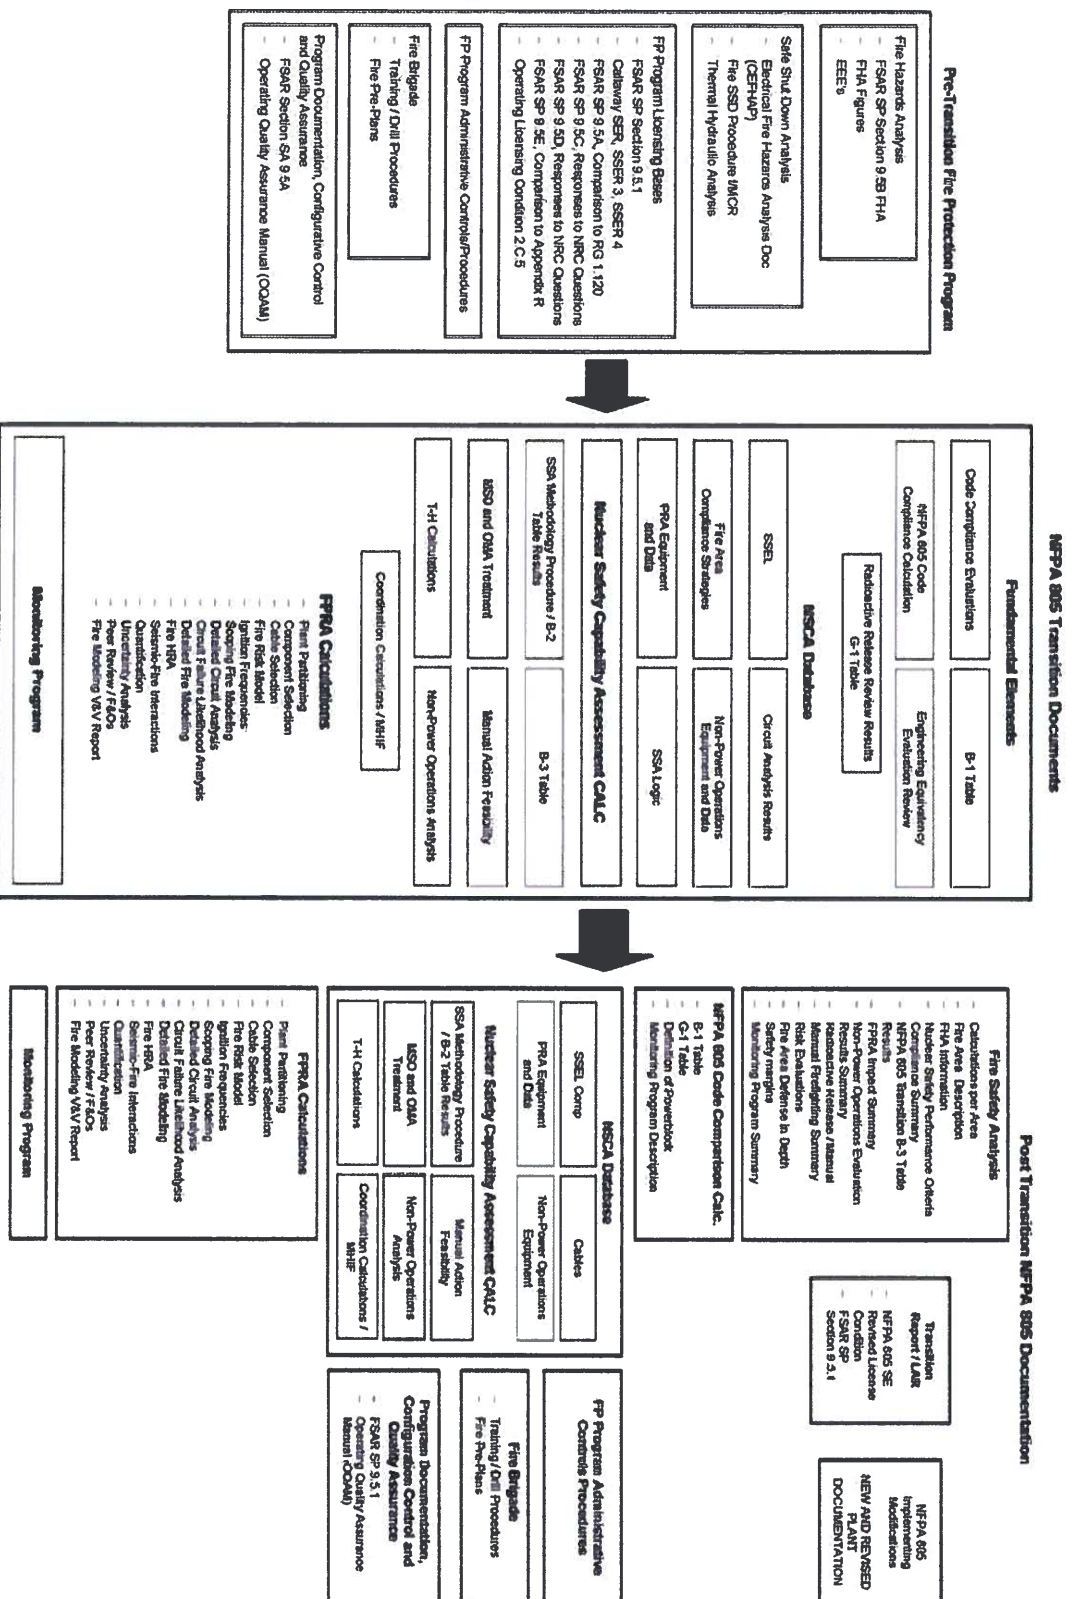 Pre-Transition Fire Protection Program
Fire Hazards Analysis
- FSAR SP Section 9.5B FHA
- FHA Figures
- EEE's
Safe Shut Down Analysis
- Electrical Fire Hazards Analysis Doc
(CEFHAP)
- Fire SSD Procedure t/MCR
- Thermal Hydraulic Analysis
FP Program Licensing Bases
- FSAR SP Section 9.5.1
- Callaway SER, SSER 3, SSER 4
- FSAR SP 9.5A, Comparison to RG 1.120
- FSAR SP 9.5C, Responses to NRC Questions
- FSAR SP 9.5D, Responses to NRC Questions
- FSAR SP 9.5E, Comparison to Appendix R
- Operating Licensing Condition 2.C.5
FP Program Administrative Controls/Procedures
Fire Brigade
- Training / Drill Procedures
- Fire Pre-Plans
Program Documentation, Configurative Control
and Quality Assurance
- FSAR Section SA 9.5A
- Operating Quality Assurance Manual (OQAM)
NFPA 805 Transition Documents
Fundamental Elements
Code Compliance Evaluations
B-1 Table
NFPA 805 Code
Compliance Calculation
Engineering Equivalency
Evaluation Review
Radioactive Release Review Results
G-1 Table
NSCA Database
SSEL
Circuit Analysis Results
Fire Area
Compliance Strategies
Non-Power Operations
Equipment and Data
PRA Equipment
and Data
SSA Logic
Nuclear Safety Capability Assessment CALC
SSA Methodology Procedure / B-2
Table Results
B-3 Table
MSO and OMA Treatment
Manual Action Feasibility
T-H Calculations
Non-Power Operations Analysis
Coordination Calculations / MHIF
FPRA Calculations
- Plant Partitioning
- Component Selection
- Cable Selection
- Fire Risk Model
- Ignition Frequencies
- Scoping Fire Modeling
- Detailed Circuit Analysis
- Circuit Failure Likelihood Analysis
- Detailed Fire Modeling
- Fire HRA
- Seismic-Fire Interactions
- Quantification
- Uncertainty Analysis
- Peer Review / F&Os
- Fire Modeling V&V Report
Monitoring Program
Post Transition NFPA 805 Documentation
Fire Safety Analysis
- Calculations per Area
- Fire Area Description
- FHA Information
- Nuclear Safety Performance Criteria
Compliance Summary
- NFPA 805 Transition B-3 Table
Results
- FPRA Impact Summary
- Non-Power Operations Evaluation
Results Summary
- Radioactive Release / Manual
Manual Firefighting Summary
- Risk Evaluations
- Fire Area Defense in Depth
- Safety margins
- Monitoring Program Summary
Transition
Report / LAR
- NFPA 805 SE
- Revised License
Condition
- FSAR SP
Section 9.5.1
NFPA 805
Implementing
Modifications
NEW AND REVISED
PLANT
DOCUMENTATION
NFPA 805 Code Comparison Calc.
- B-1 Table
- G-1 Table
- Definition of Powerblock
- Monitoring Program Description
NSCA Database
SSEL Comp
Cables
PRA Equipment
and Data
Non-Power Operations
Equipment
Nuclear Safety Capability Assessment CALC
SSA Methodology Procedure
/ B-2 Table Results
Manual Action
Feasibility
MSO and OMA
Treatment
Non-Power Operations
Analysis
T-H Calculations
Coordination Calculations /
MHIF
FP Program Administrative
Controls Procedures
Fire Brigade
- Training / Drill Procedures
- Fire Pre-Plans
Program Documentation,
Configuration Control and
Quality Assurance
- FSAR SP 9.5.1
- Operating Quality Assurance
Manual (OQAM)
FPRA Calculations
- Plant Partitioning
- Component Selection
- Cable Selection
- Fire Risk Model
- Ignition Frequencies
- Scoping Fire Modeling
- Detailed Circuit Analysis
- Circuit Failure Likelihood Analysis
- Detailed Fire Modeling
- Fire HRA
- Seismic-Fire Interactions
- Quantification
- Uncertainty Analysis
- Peer Review / F&Os
- Fire Modeling V&V Report
Monitoring Program